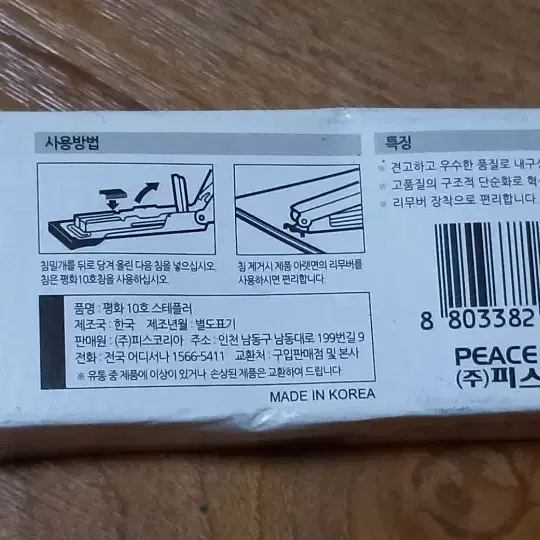 사용방법
침밀개를 뒤로 당겨 올린 다음 침을 넣으십시오.
침은 평화10호침을 사용하십시오.
침 제거시 제품 아랫면의 리무버를
사용하시면 편리합니다.
품명 : 평화 10호 스테플러
제조국 : 한국 제조년월 : 별도표기
판매원 : (주)피스코리아 주소 : 인천 남동구 남동대로 199번길 9
전화 : 전국 어디서나 1566-5411 교환처 : 구입판매점 및 본사
※ 유통 중 제품에 이상이 있거나 손상된 제품은 교환하여 드립니다
MADE IN KOREA
특징
견고하고 우수한 품질로
고품질의 구조적 단순화로
리무버 장착으로 편리합니다
8 803382
PEACE
(주)피스